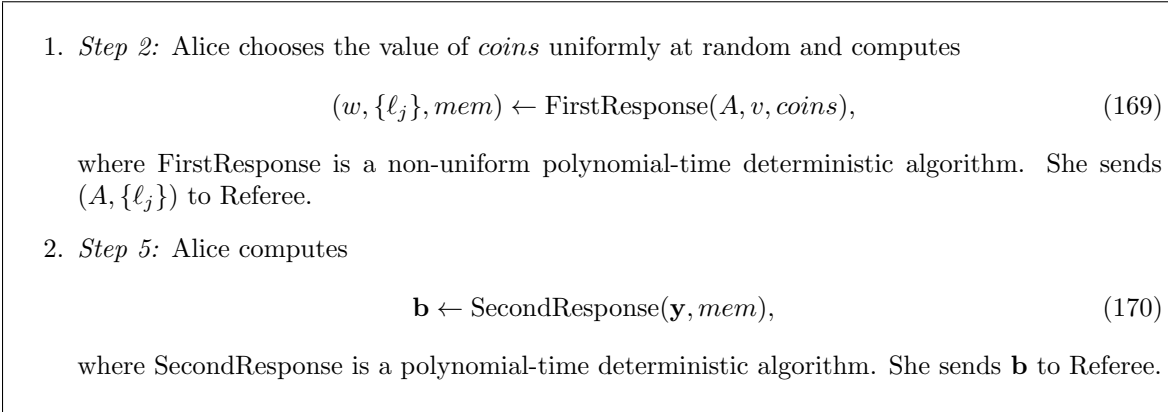 1. Step 2: Alice chooses the value of coins uniformly at random and computes
(w, {ℓ_j}, mem) ← FirstResponse(A, v, coins), (169)
where FirstResponse is a non-uniform polynomial-time deterministic algorithm. She sends
(A, {ℓ_j}) to Referee.
2. Step 5: Alice computes
b ← SecondResponse(y, mem), (170)
where SecondResponse is a polynomial-time deterministic algorithm. She sends b to Referee.